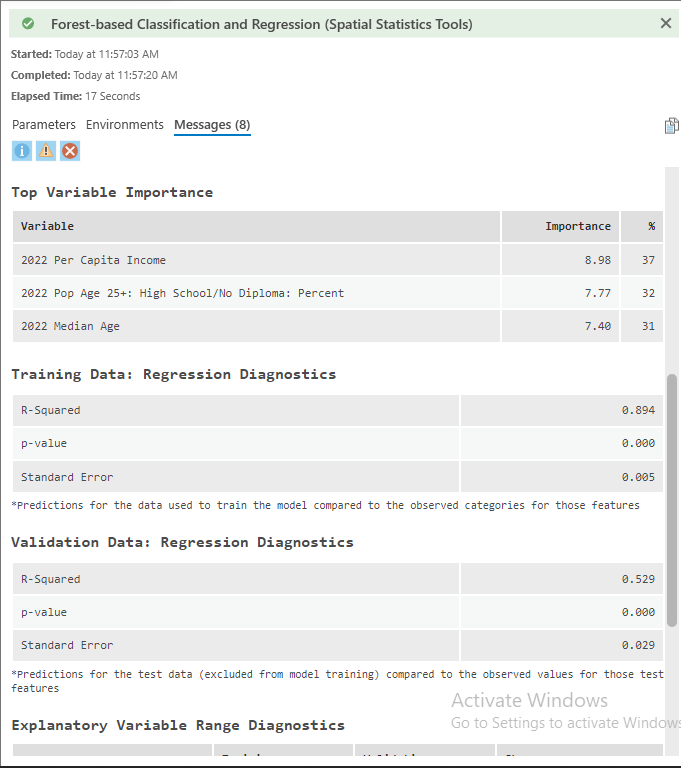 Forest-based Classification and Regression (Spatial Statistics Tools)
Started: Today at 11:57:03 AM
Completed: Today at 11:57:20 AM
Elapsed Time: 17 Seconds
Parameters Environments Messages (8)
Top Variable Importance
Variable Importance %
2022 Per Capita Income 8.98 37
2022 Pop Age 25+: High School/No Diploma: Percent 7.77 32
2022 Median Age 7.40 31
Training Data: Regression Diagnostics
R-Squared 0.894
p-value 0.000
Standard Error 0.005
*Predictions for the data used to train the model compared to the observed categories for those features
Validation Data: Regression Diagnostics
R-Squared 0.529
p-value 0.000
Standard Error 0.029
*Predictions for the test data (excluded from model training) compared to the observed values for those test
features
Activate Windows
Go to Settings to activate Windows
Explanatory Variable Range Diagnostics